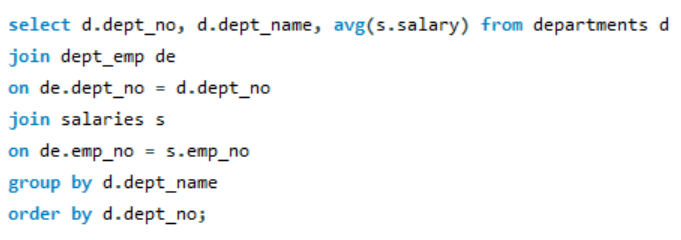 select d.dept_no, d.dept_name, avg(s.salary) from departments d
join dept_emp de
on de.dept_no = d.dept_no
join salaries s
on de.emp_no = s.emp_no
group by d.dept_name
order by d.dept_no;